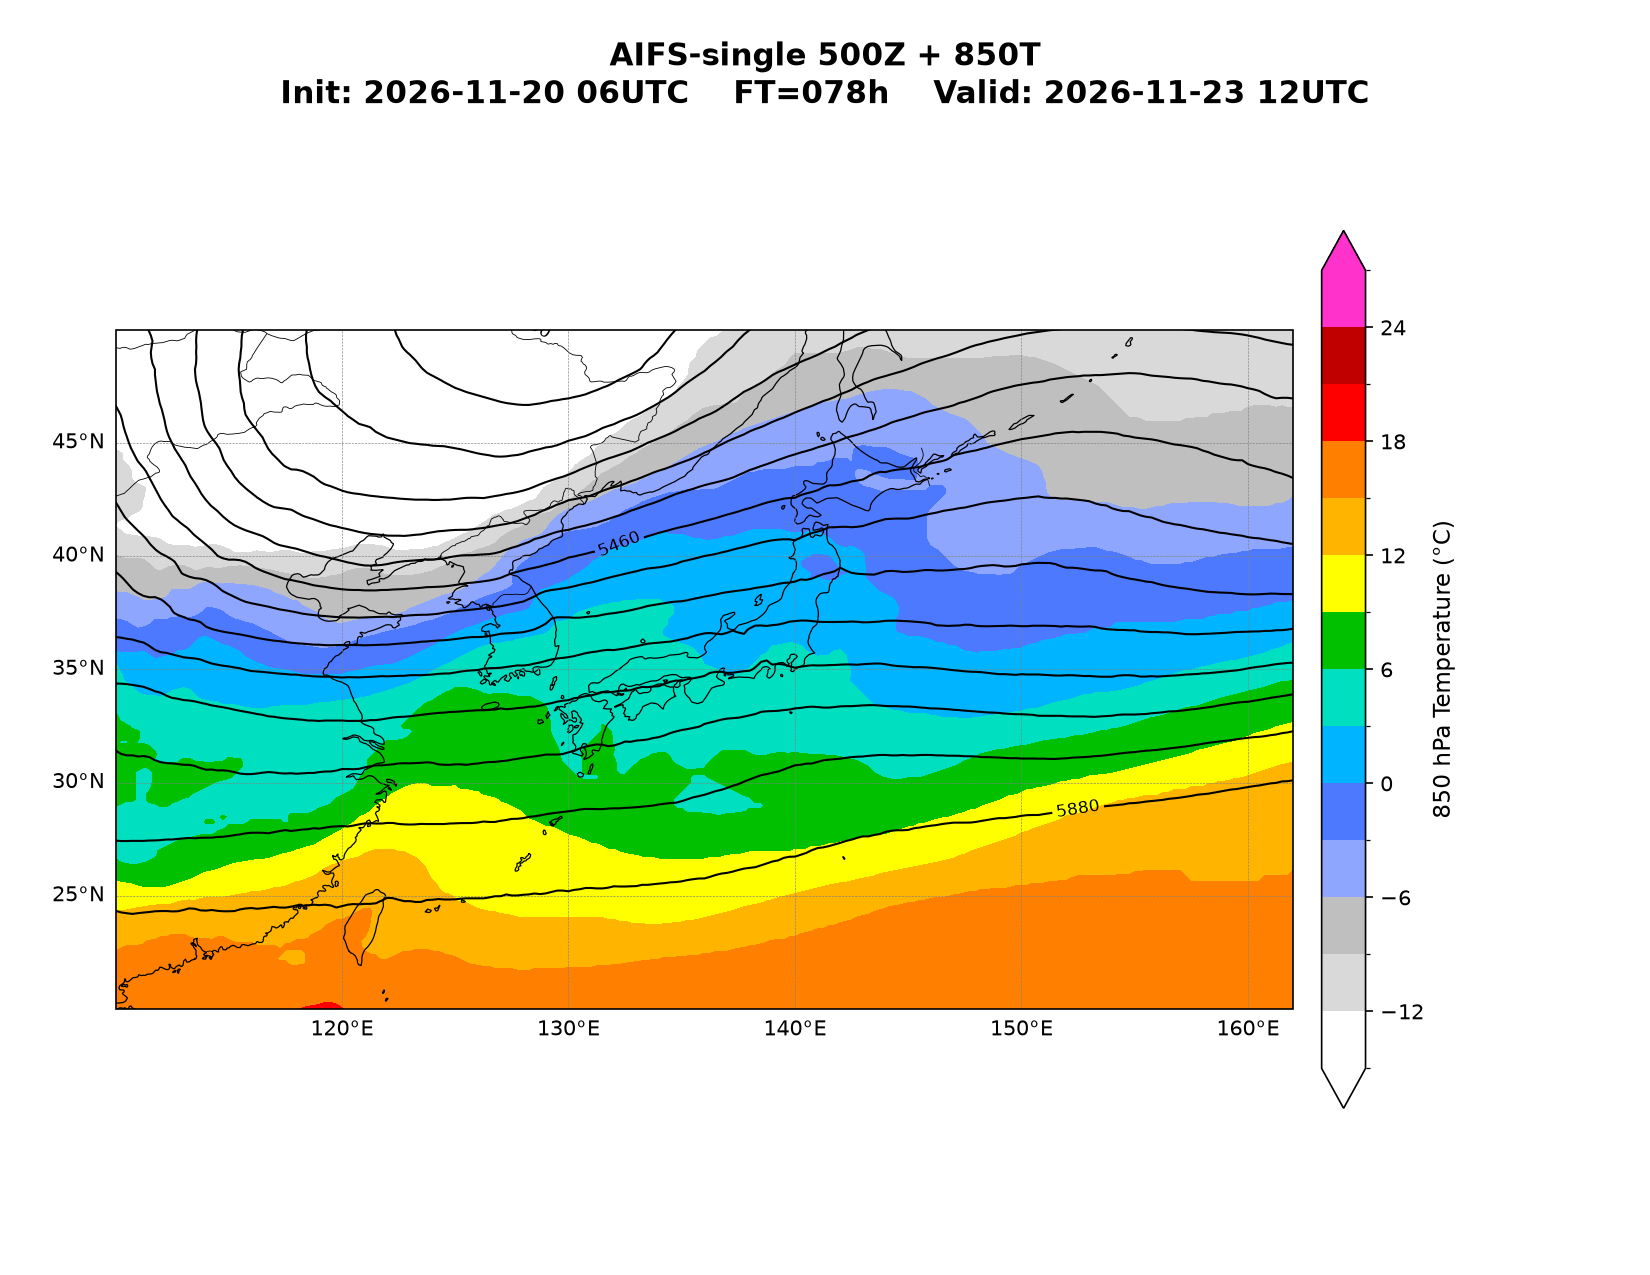 AIFS-single 500Z + 850T
Init: 2026-11-20 06UTC    FT=078h    Valid: 2026-11-23 12UTC
24
18
12
6
0
−6
−12
850 hPa Temperature (°C)
45°N
40°N
35°N
30°N
25°N
5460
5880
120°E
130°E
140°E
150°E
160°E